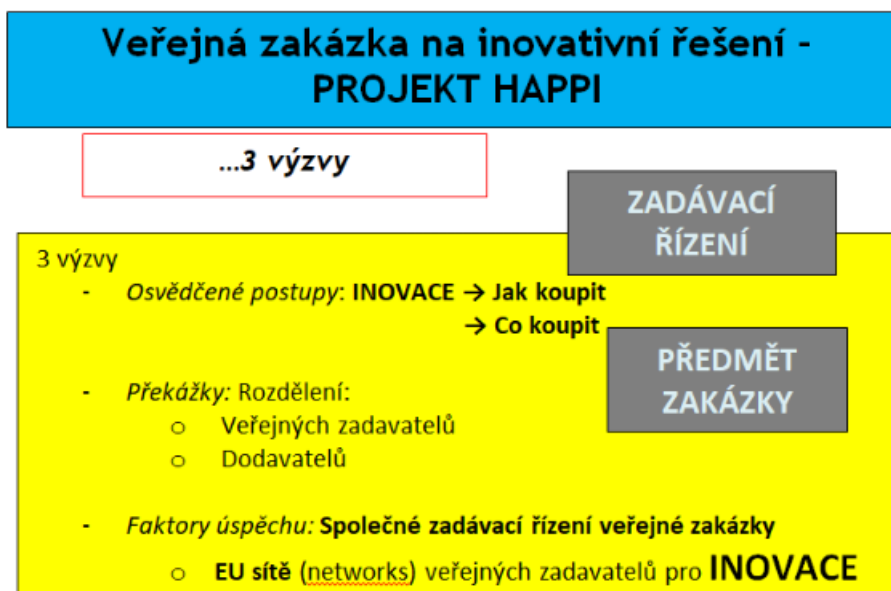 Veřejná zakázka na inovativní řešení -
PROJEKT HAPPI
...3 výzvy
ZADÁVACÍ
ŘÍZENÍ
3 výzvy
- Osvědčené postupy: INOVACE → Jak koupit
→ Co koupit
PŘEDMĚT
ZAKÁZKY
- Překážky: Rozdělení:
o Veřejných zadavatelů
o Dodavatelů
- Faktory úspěchu: Společné zadávací řízení veřejné zakázky
o EU sítě (networks) veřejných zadavatelů pro INOVACE